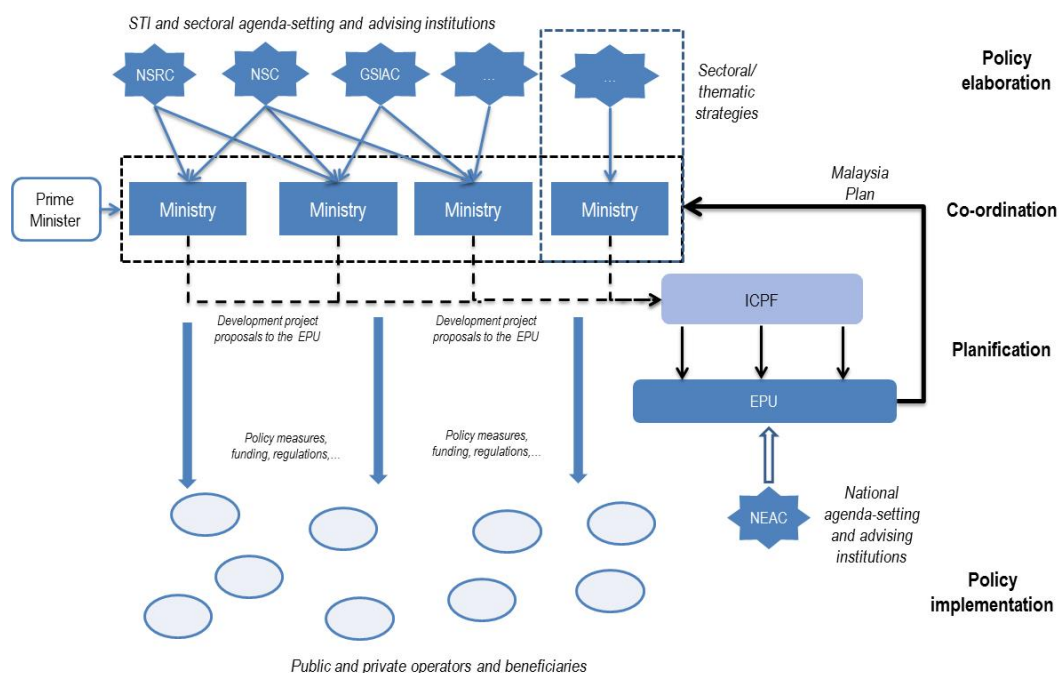 STI and sectoral agenda-setting and advising institutions
NSRC
NSC
GSIAC
...
...
Sectoral/
thematic
strategies
Policy
elaboration
Prime
Minister
Ministry
Ministry
Ministry
Ministry
Malaysia
Plan
Co-ordination
ICPF
Development project
proposals to the EPU
Development project
proposals to the EPU
Planification
EPU
Policy measures,
funding, regulations,...
Policy measures,
funding, regulations,...
NEAC
National
agenda-setting
and advising
institutions
Policy
implementation
Public and private operators and beneficiaries